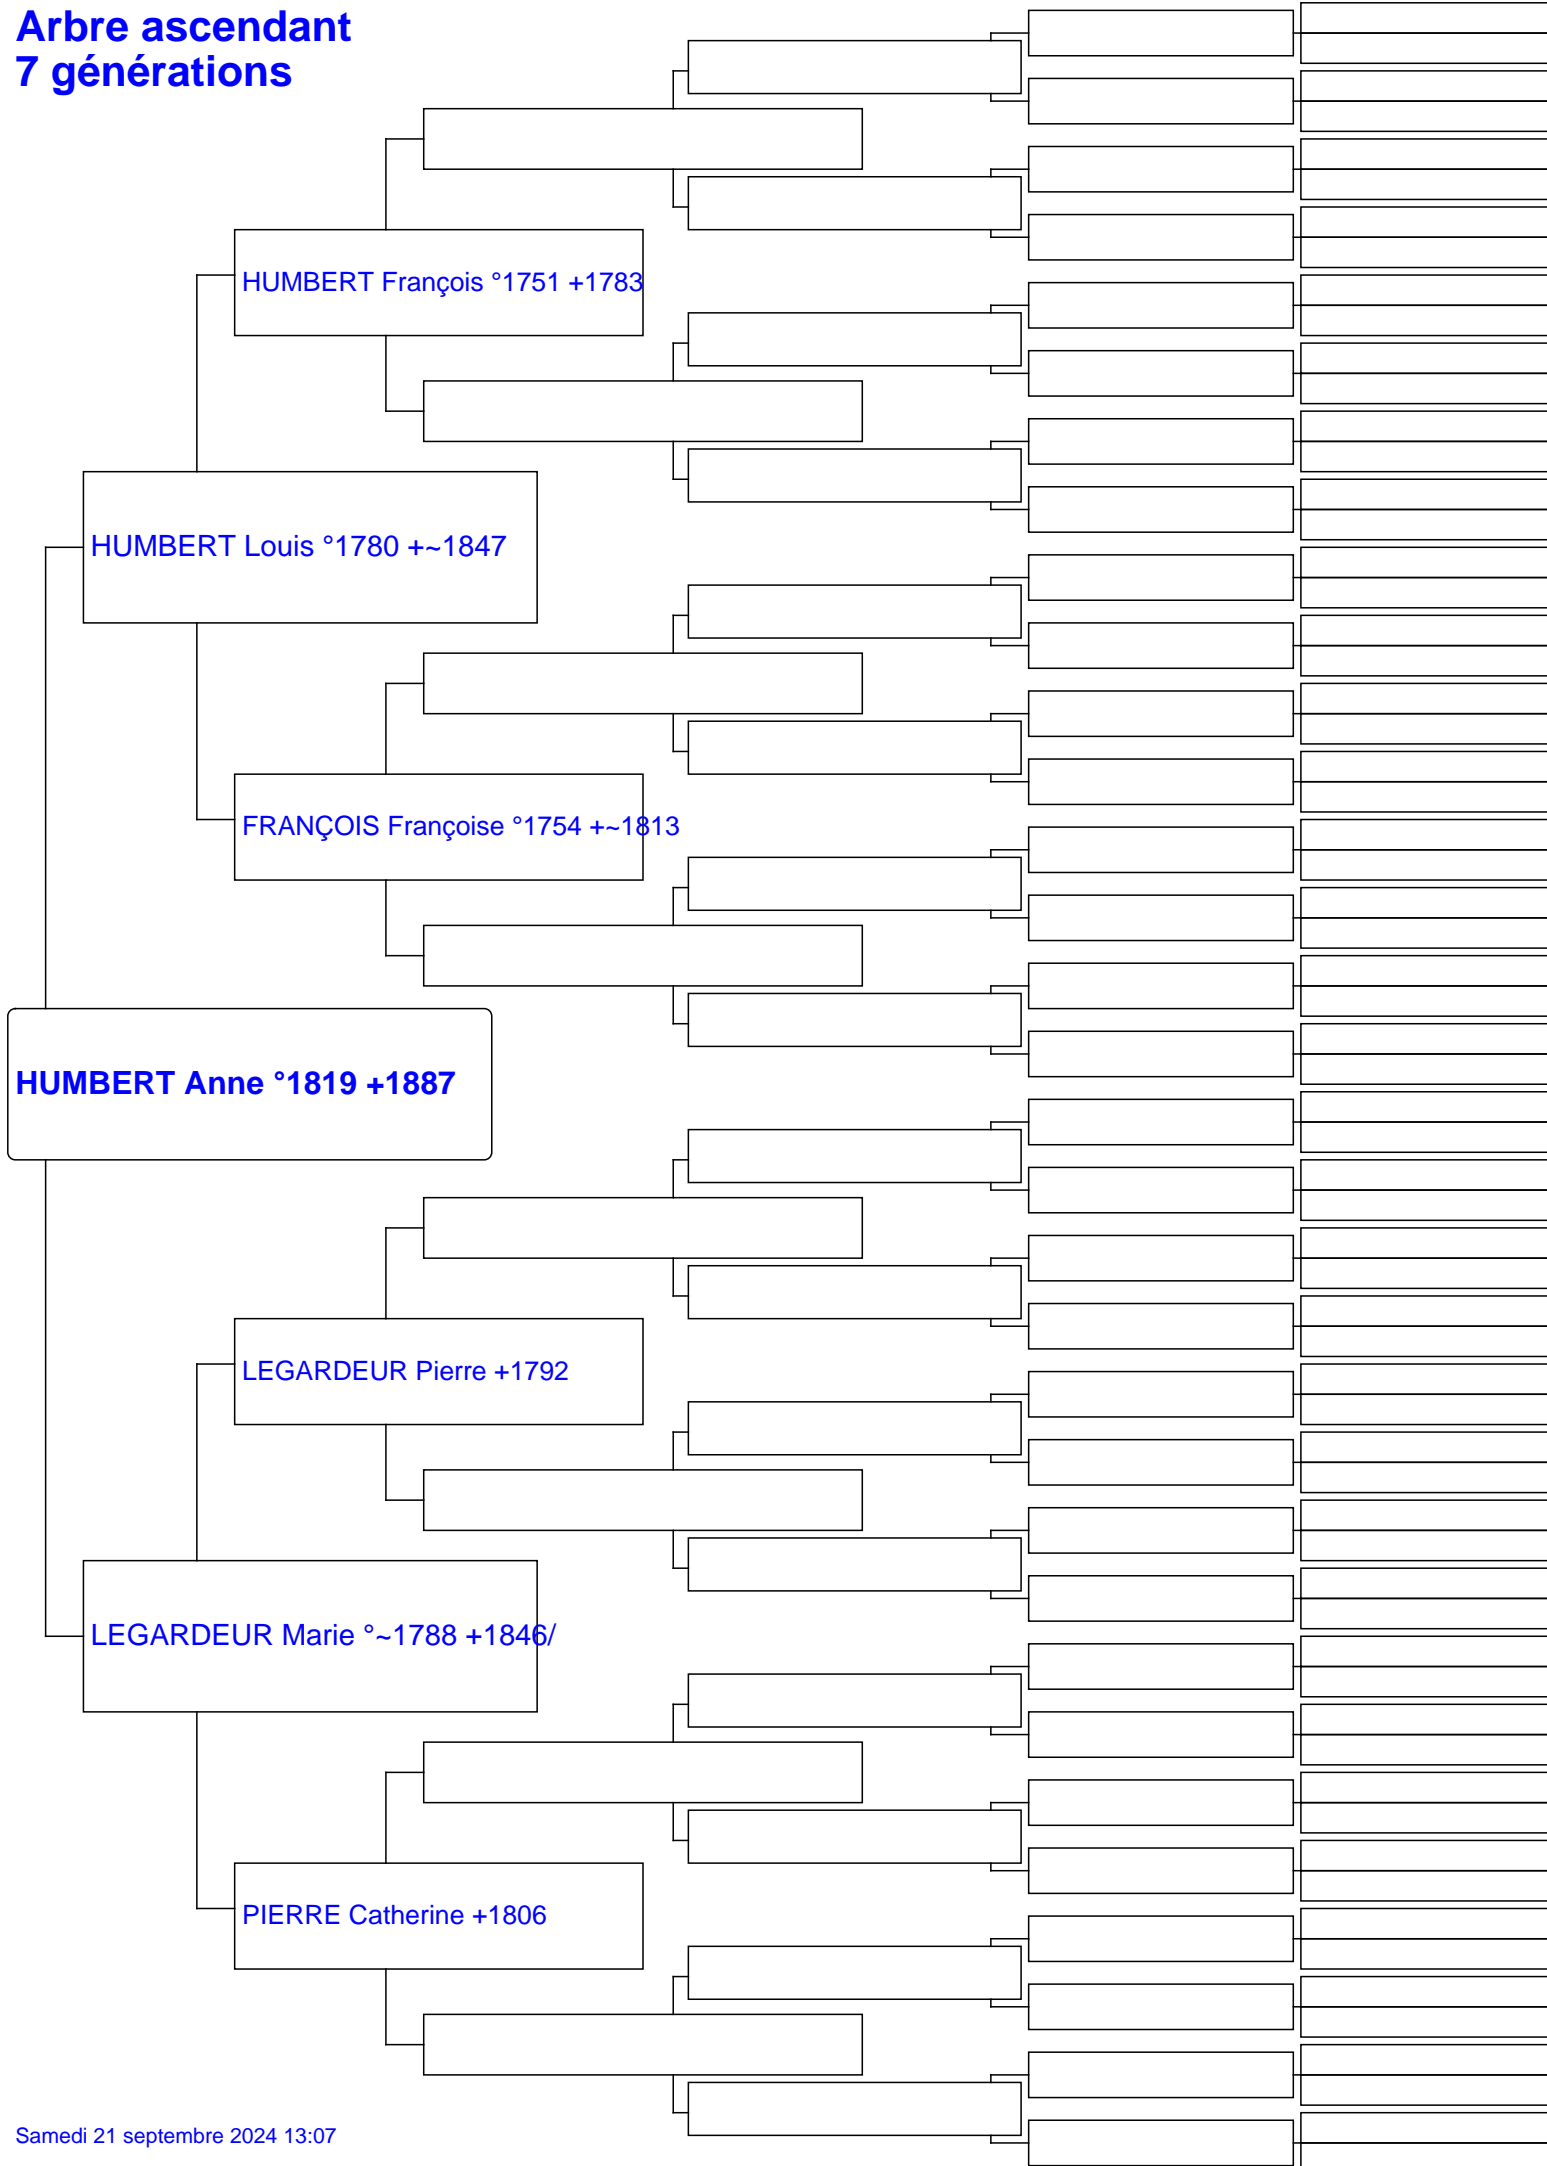 Arbre ascendant
7 générations
HUMBERT François °1751 +1783
HUMBERT Louis °1780 +~1847
FRANÇOIS Françoise °1754 +~1813
HUMBERT Anne °1819 +1887
LEGARDEUR Pierre +1792
LEGARDEUR Marie °~1788 +1846/
PIERRE Catherine +1806
Samedi 21 septembre 2024 13:07